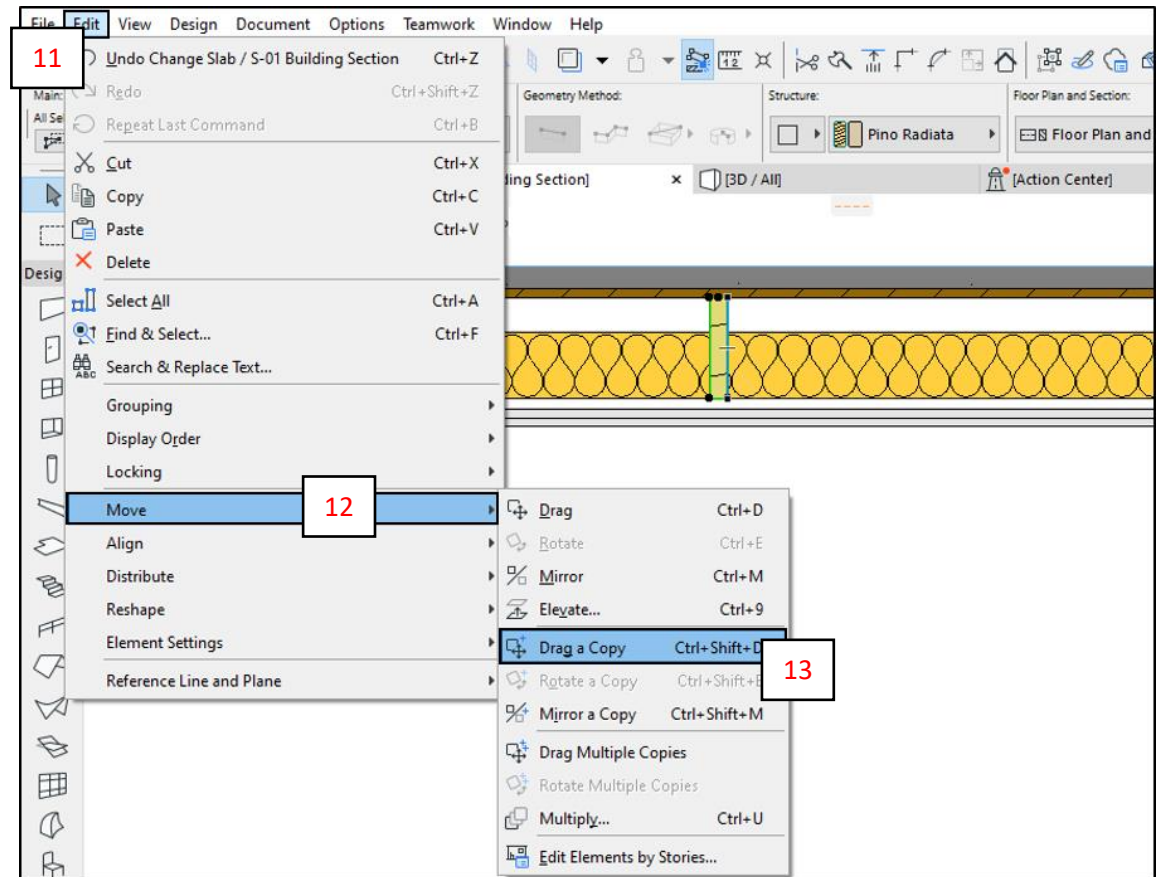 File Edit View Design Document Options Teamwork Window Help
11
Undo Change Slab / S-01 Building Section Ctrl+Z
Redo Ctrl+Shift+Z
Repeat Last Command Ctrl+B
Main:
All Sel
Geometry Method:
Structure:
Floor Plan and Section:
Pino Radiata
Floor Plan and
Cut Ctrl+X
Copy Ctrl+C
Paste Ctrl+V
Delete
ding Section]
[3D / All]
[Action Center]
Desig
Select All Ctrl+A
Find & Select... Ctrl+F
Search & Replace Text...
Grouping
Display Order
Locking
Move
12
Align
Distribute
Reshape
Element Settings
Reference Line and Plane
Drag Ctrl+D
Rotate Ctrl+E
Mirror Ctrl+M
Elevate... Ctrl+9
Drag a Copy Ctrl+Shift+D
13
Rotate a Copy Ctrl+Shift+E
Mirror a Copy Ctrl+Shift+M
Drag Multiple Copies
Rotate Multiple Copies
Multiply... Ctrl+U
Edit Elements by Stories...